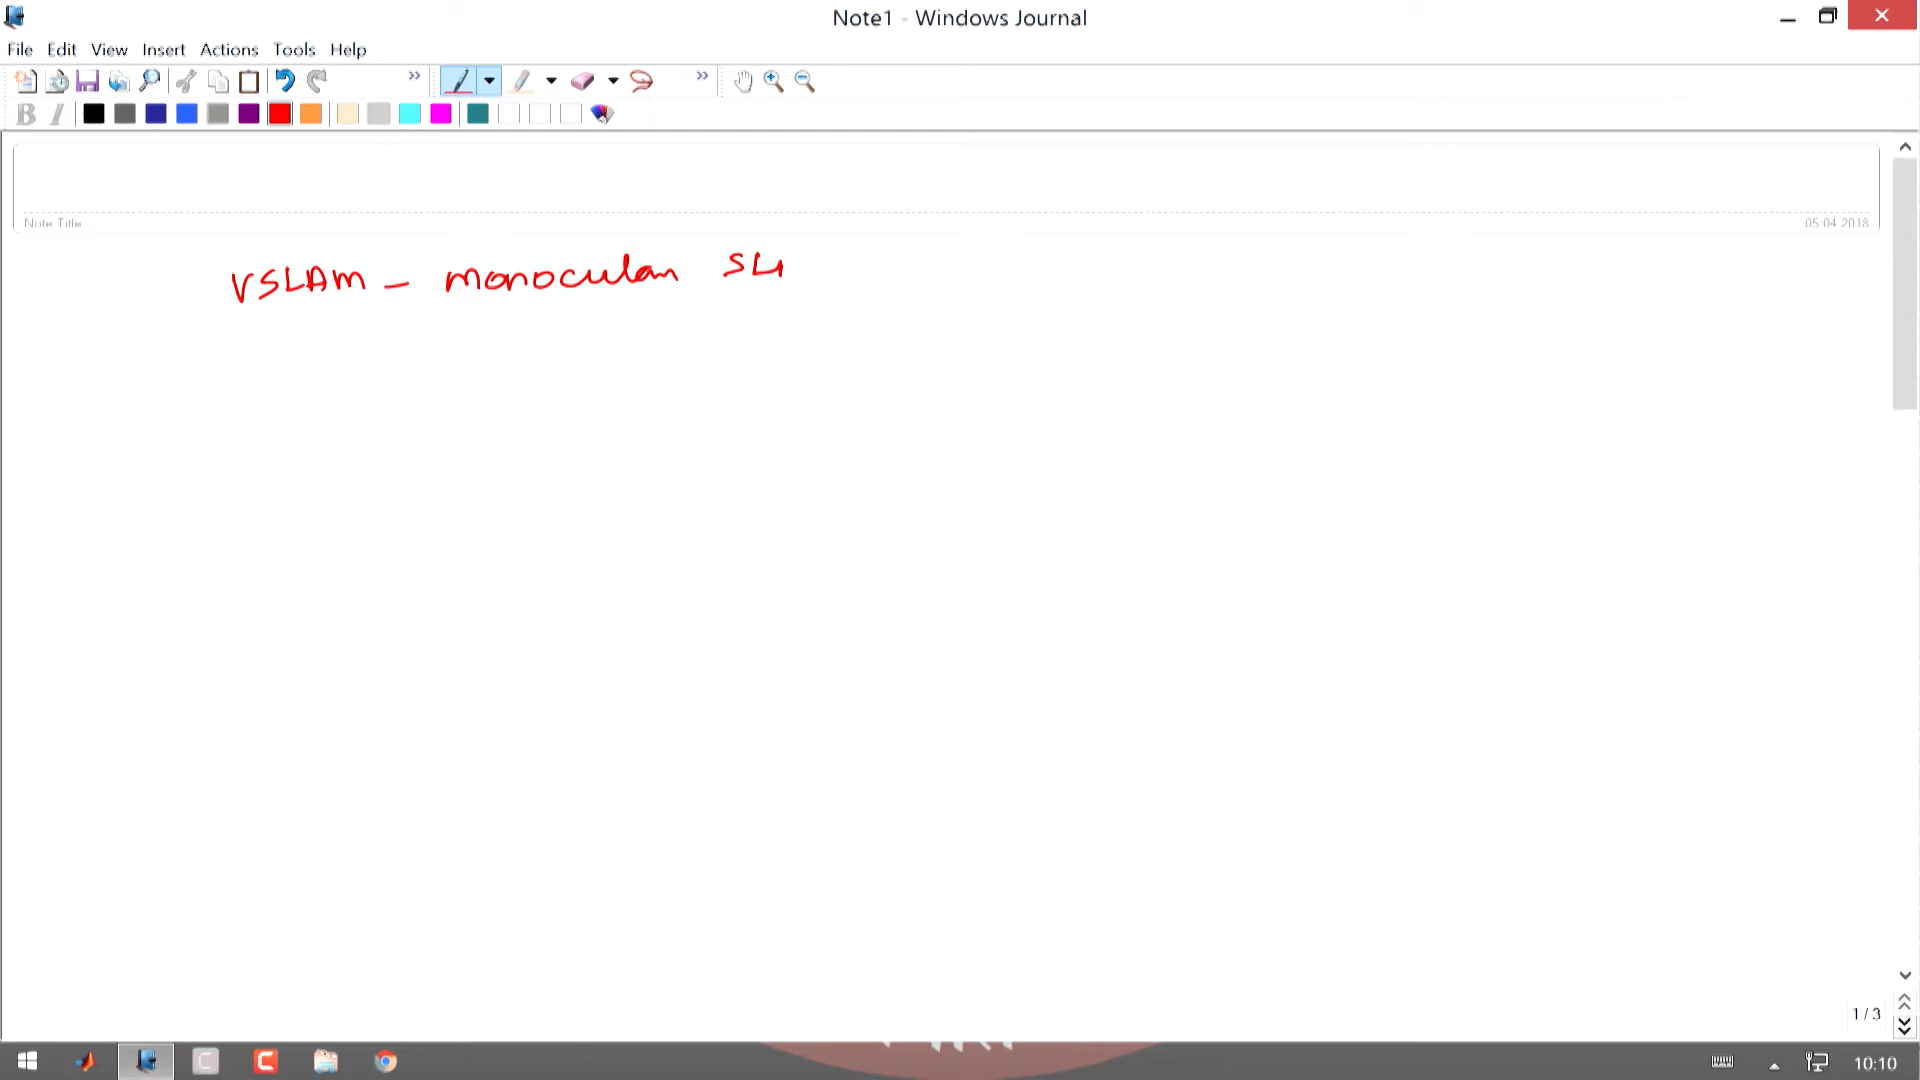 Note1 - Windows Journal
File Edit View Insert Actions Tools Help
B I
Note Title
05-04-2018
VSLAM - monocular
1 / 3
10:10